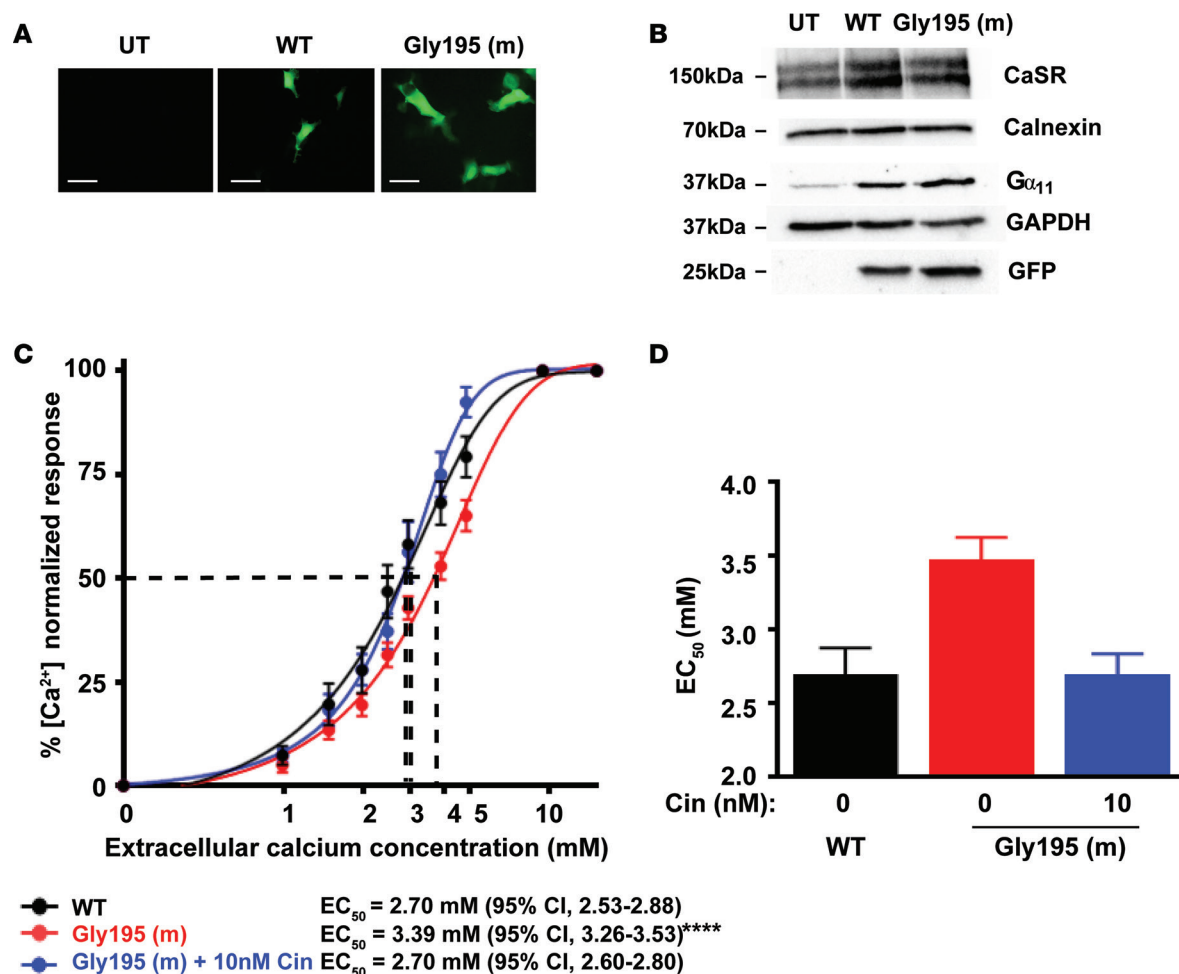 A
UT
WT
Gly195 (m)
B
UT WT Gly195 (m)
150kDa – CaSR
70kDa – Calnexin
37kDa – Gα11
37kDa – GAPDH
25kDa – GFP
C
% [Ca2+] normalized response
100
75
50
25
0
0 1 2 3 4 5 10
Extracellular calcium concentration (mM)
WT EC50 = 2.70 mM (95% CI, 2.53-2.88)
Gly195 (m) EC50 = 3.39 mM (95% CI, 3.26-3.53)****
Gly195 (m) + 10nM Cin EC50 = 2.70 mM (95% CI, 2.60-2.80)
D
EC50 (mM)
4.0
3.5
3.0
2.5
2.0
Cin (nM): 0 0 10
WT Gly195 (m)